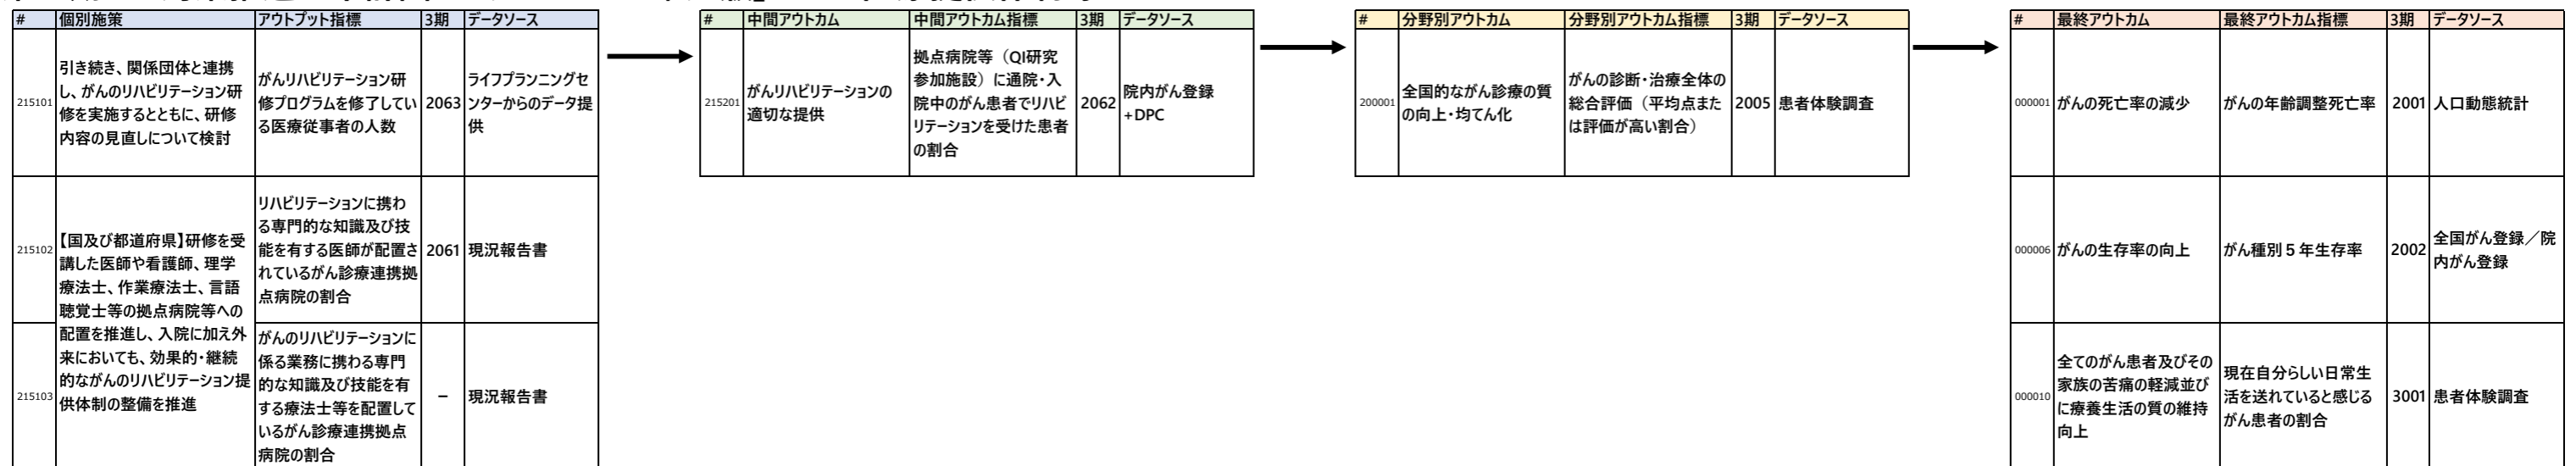 # 個別施策 アウトプット指標 3期 データソース
215101
引き続き、関係団体と連携
し、がんのリハビリテーション研
修を実施するとともに、研修
内容の見直しについて検討
がんリハビリテーション研
修プログラムを修了してい
る医療従事者の人数
2063
ライフプランニングセ
ンターからのデータ提
供
215102
【国及び都道府県】研修を受
講した医師や看護師、理学
療法士、作業療法士、言語
聴覚士等の拠点病院等への
配置を推進し、入院に加え外
来においても、効果的・継続
的ながんのリハビリテーション提
供体制の整備を推進
リハビリテーションに携わ
る専門的な知識及び技
能を有する医師が配置さ
れているがん診療連携拠
点病院の割合
2061
現況報告書
215103
がんのリハビリテーションに
係る業務に携わる専門
的な知識及び技能を有
する療法士等を配置して
いるがん診療連携拠点
病院の割合
－
現況報告書
# 中間アウトカム 中間アウトカム指標 3期 データソース
215201
がんリハビリテーションの
適切な提供
拠点病院等（QI研究
参加施設）に通院・入
院中のがん患者でリハビ
リテーションを受けた患者
の割合
2062
院内がん登録
+DPC
# 分野別アウトカム 分野別アウトカム指標 3期 データソース
200001
全国的ながん診療の質
の向上・均てん化
がんの診断・治療全体の
総合評価（平均点また
は評価が高い割合）
2005
患者体験調査
# 最終アウトカム 最終アウトカム指標 3期 データソース
000001
がんの死亡率の減少
がんの年齢調整死亡率
2001
人口動態統計
000006
がんの生存率の向上
がん種別５年生存率
2002
全国がん登録／院
内がん登録
000010
全てのがん患者及びその
家族の苦痛の軽減並び
に療養生活の質の維持
向上
現在自分らしい日常生
活を送れていると感じる
がん患者の割合
3001
患者体験調査